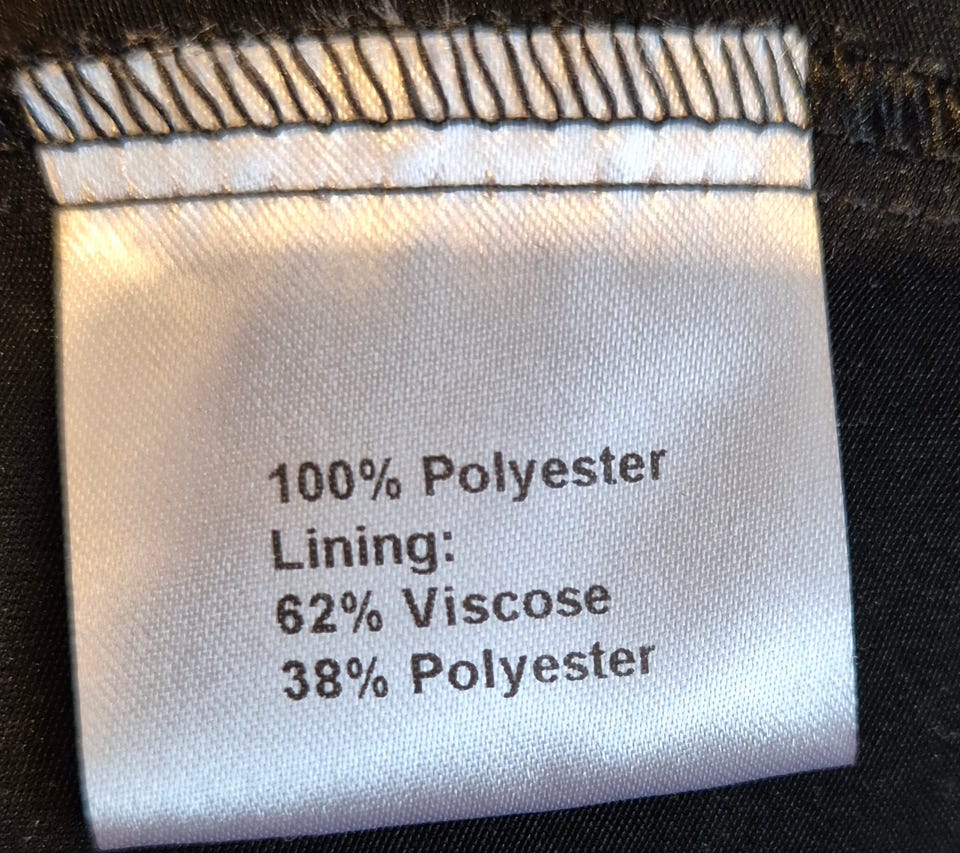 100% Polyester
Lining:
62% Viscose
38% Polyester